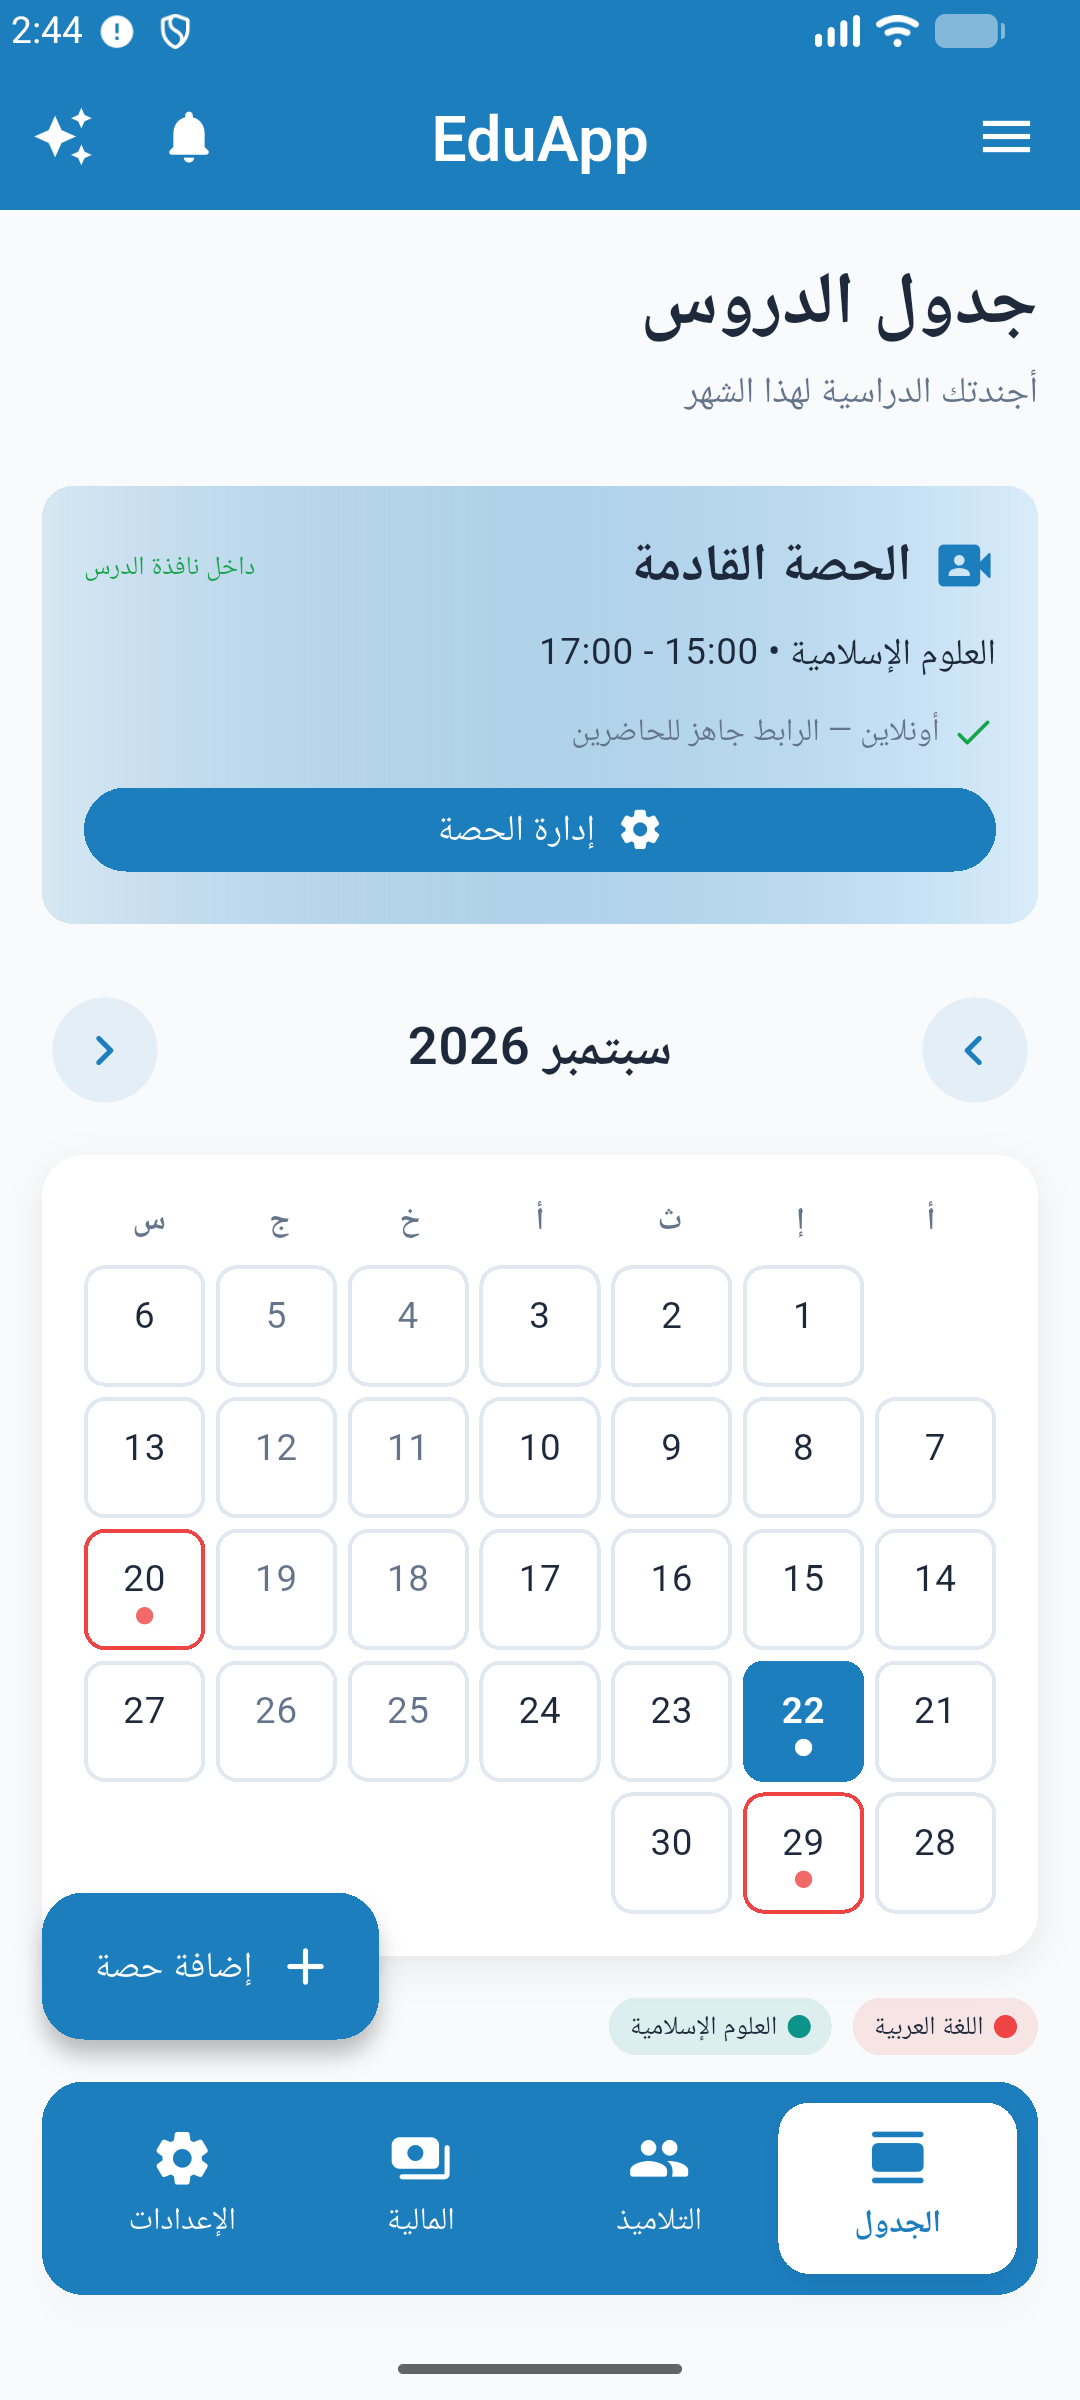 2:44
EduApp
جدول الدروس
أجندتك الدراسية لهذا الشهر
الحصة القادمة
داخل نافذة الدرس
العلوم الإسلامية • 15:00 - 17:00
أونلاين — الرابط جاهز للحاضرين
إدارة الحصة
سبتمبر 2026
أ إ ث أ خ ج س
1 2 3 4 5 6
7 8 9 10 11 12 13
14 15 16 17 18 19 20
21 22 23 24 25 26 27
28 29 30
إضافة حصة
اللغة العربية
العلوم الإسلامية
الجدول
التلاميذ
المالية
الإعدادات